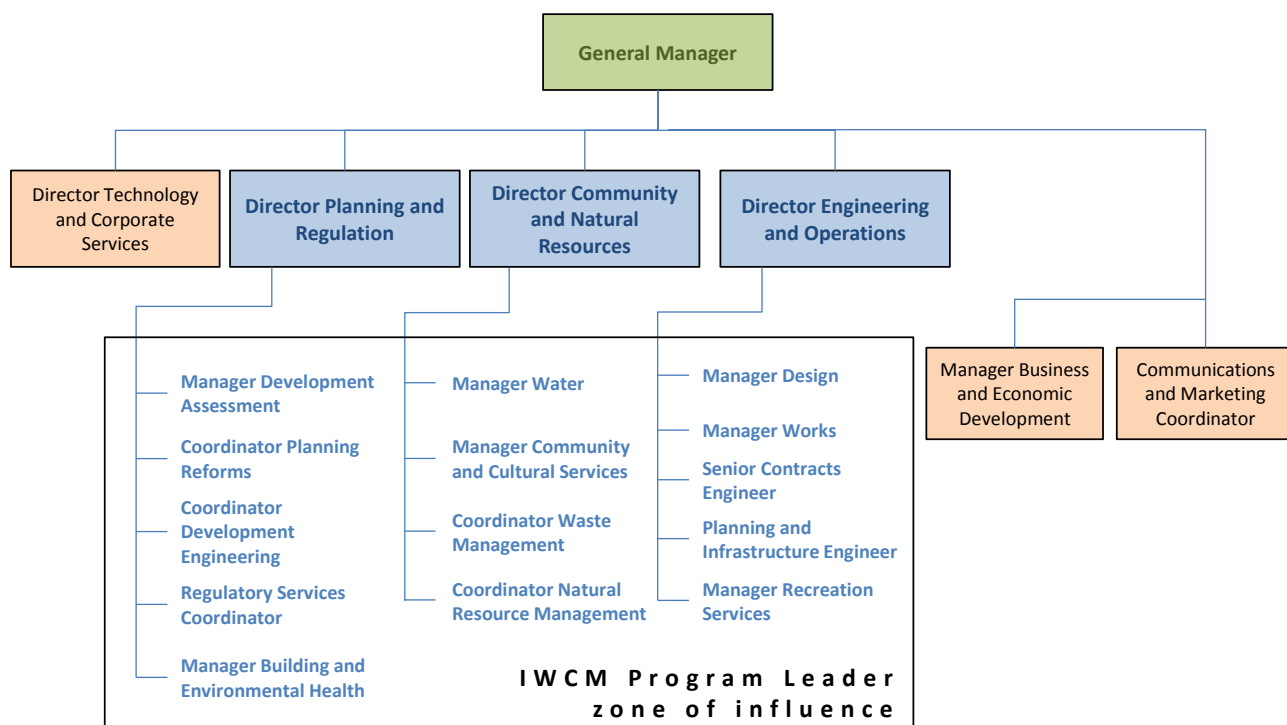 General Manager
Director Technology
and Corporate
Services
Director Planning and
Regulation
Director Community
and Natural
Resources
Director Engineering
and Operations
Manager Business
and Economic
Development
Communications
and Marketing
Coordinator
Manager Development
Assessment
Coordinator Planning
Reforms
Coordinator
Development
Engineering
Regulatory Services
Coordinator
Manager Building and
Environmental Health
Manager Water
Manager Community
and Cultural Services
Coordinator Waste
Management
Coordinator Natural
Resource Management
Manager Design
Manager Works
Senior Contracts
Engineer
Planning and
Infrastructure Engineer
Manager Recreation
Services
IWCM Program Leader
zone of influence